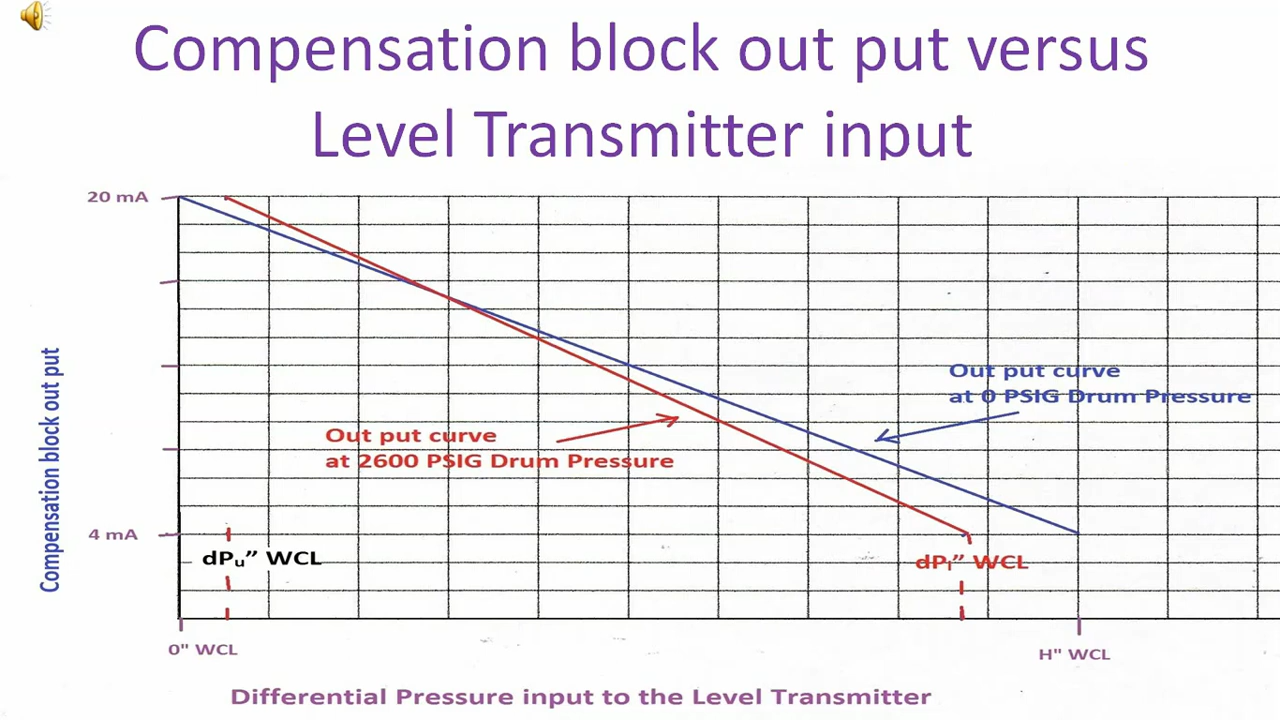 Compensation block out put versus
Level Transmitter input
20 mA
Compensation block out put
Out put curve
at 0 PSIG Drum Pressure
Out put curve
at 2600 PSIG Drum Pressure
4 mA
dPᵤ” WCL
dPₗ” WCL
0" WCL
H" WCL
Differential Pressure input to the Level Transmitter